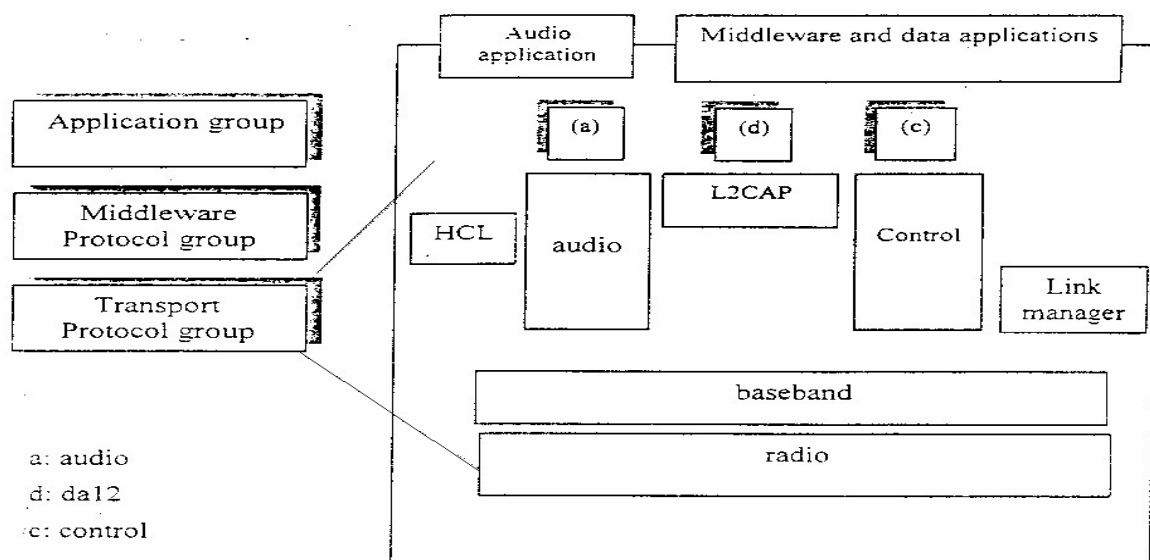 Audio
application
Middleware and data applications
Application group
(a)
(d)
(c)
Middleware
Protocol group
HCL
audio
L2CAP
Control
Transport
Protocol group
Link
manager
baseband
radio
a: audio
d: da12
c: control